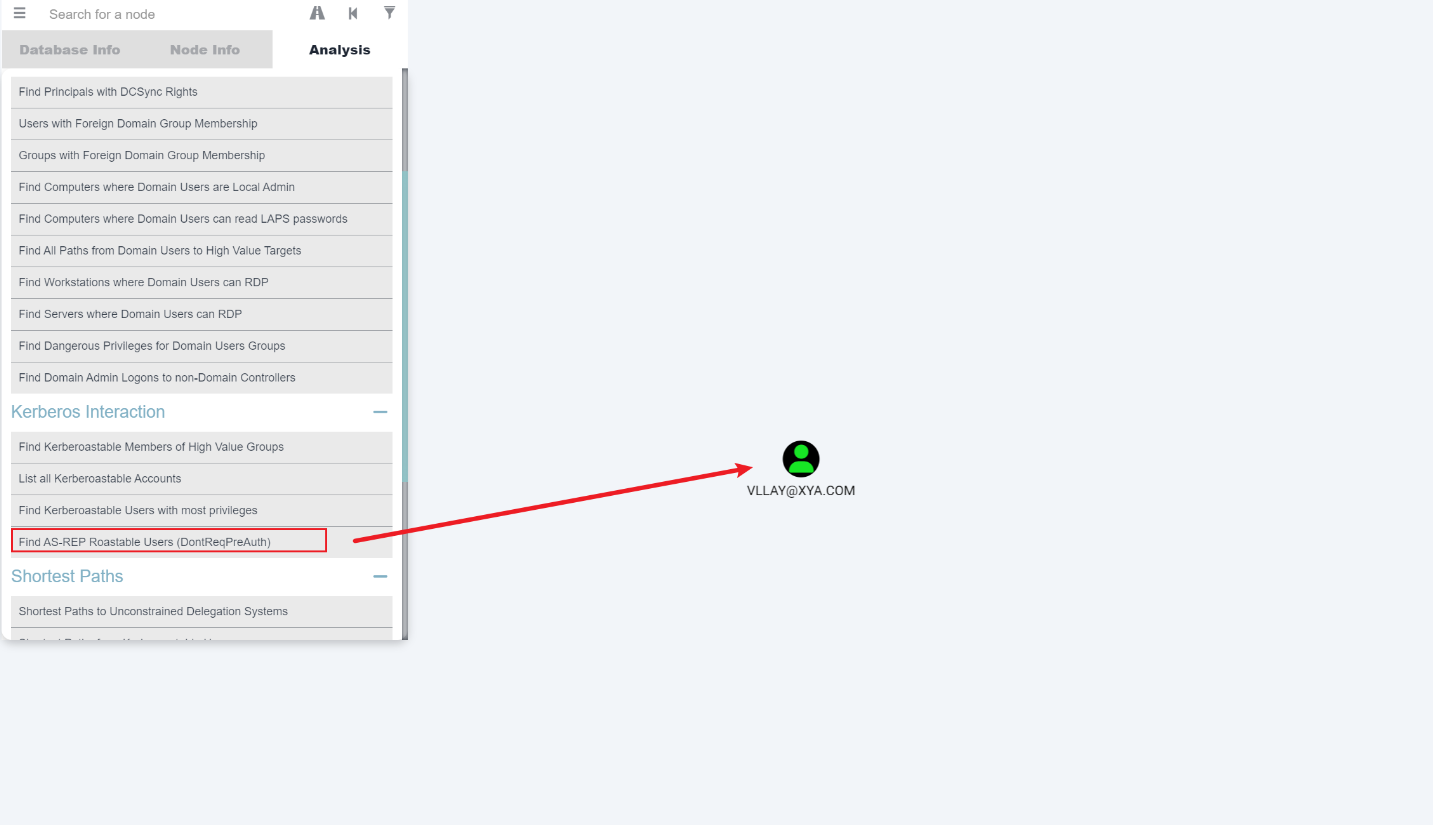 Search for a node
Database Info
Node Info
Analysis
Find Principals with DCSync Rights
Users with Foreign Domain Group Membership
Groups with Foreign Domain Group Membership
Find Computers where Domain Users are Local Admin
Find Computers where Domain Users can read LAPS passwords
Find All Paths from Domain Users to High Value Targets
Find Workstations where Domain Users can RDP
Find Servers where Domain Users can RDP
Find Dangerous Privileges for Domain Users Groups
Find Domain Admin Logons to non-Domain Controllers
Kerberos Interaction
Find Kerberoastable Members of High Value Groups
List all Kerberoastable Accounts
Find Kerberoastable Users with most privileges
Find AS-REP Roastable Users (DontReqPreAuth)
Shortest Paths
Shortest Paths to Unconstrained Delegation Systems
VLLAY@XYA.COM